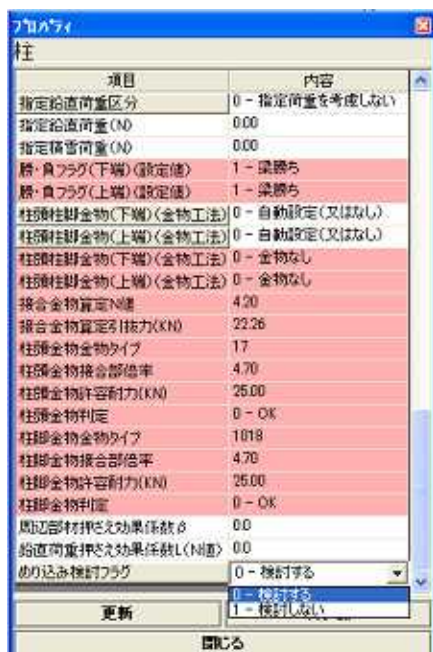 プロパティ
柱
項目 内容
指定鉛直荷重区分 0 - 指定荷重を考慮しない
指定鉛直荷重(N) 0.00
指定積雪荷重(N) 0.00
勝・負フラグ(下端)(設定値) 1 - 梁勝ち
勝・負フラグ(上端)(設定値) 1 - 梁勝ち
柱頭柱脚金物(下端)(金物工法) 0 - 自動設定(又はなし)
柱頭柱脚金物(上端)(金物工法) 0 - 自動設定(又はなし)
柱頭柱脚金物(下端)(金物工法) 0 - 金物なし
柱頭柱脚金物(上端)(金物工法) 0 - 金物なし
接合金物算定N値 4.20
接合金物算定引抜力(KN) 22.26
柱頭金物金物タイプ 17
柱頭金物接合部倍率 4.70
柱頭金物許容耐力(KN) 25.00
柱頭金物判定 0 - OK
柱脚金物金物タイプ 1018
柱脚金物接合部倍率 4.70
柱脚金物許容耐力(KN) 25.00
柱脚金物判定 0 - OK
周辺部材押さえ効果係数β 0.0
鉛直荷重押さえ効果係数L(N値) 0.0
めり込み検討フラグ 0 - 検討する
0 - 検討する
1 - 検討しない
更新
閉じる